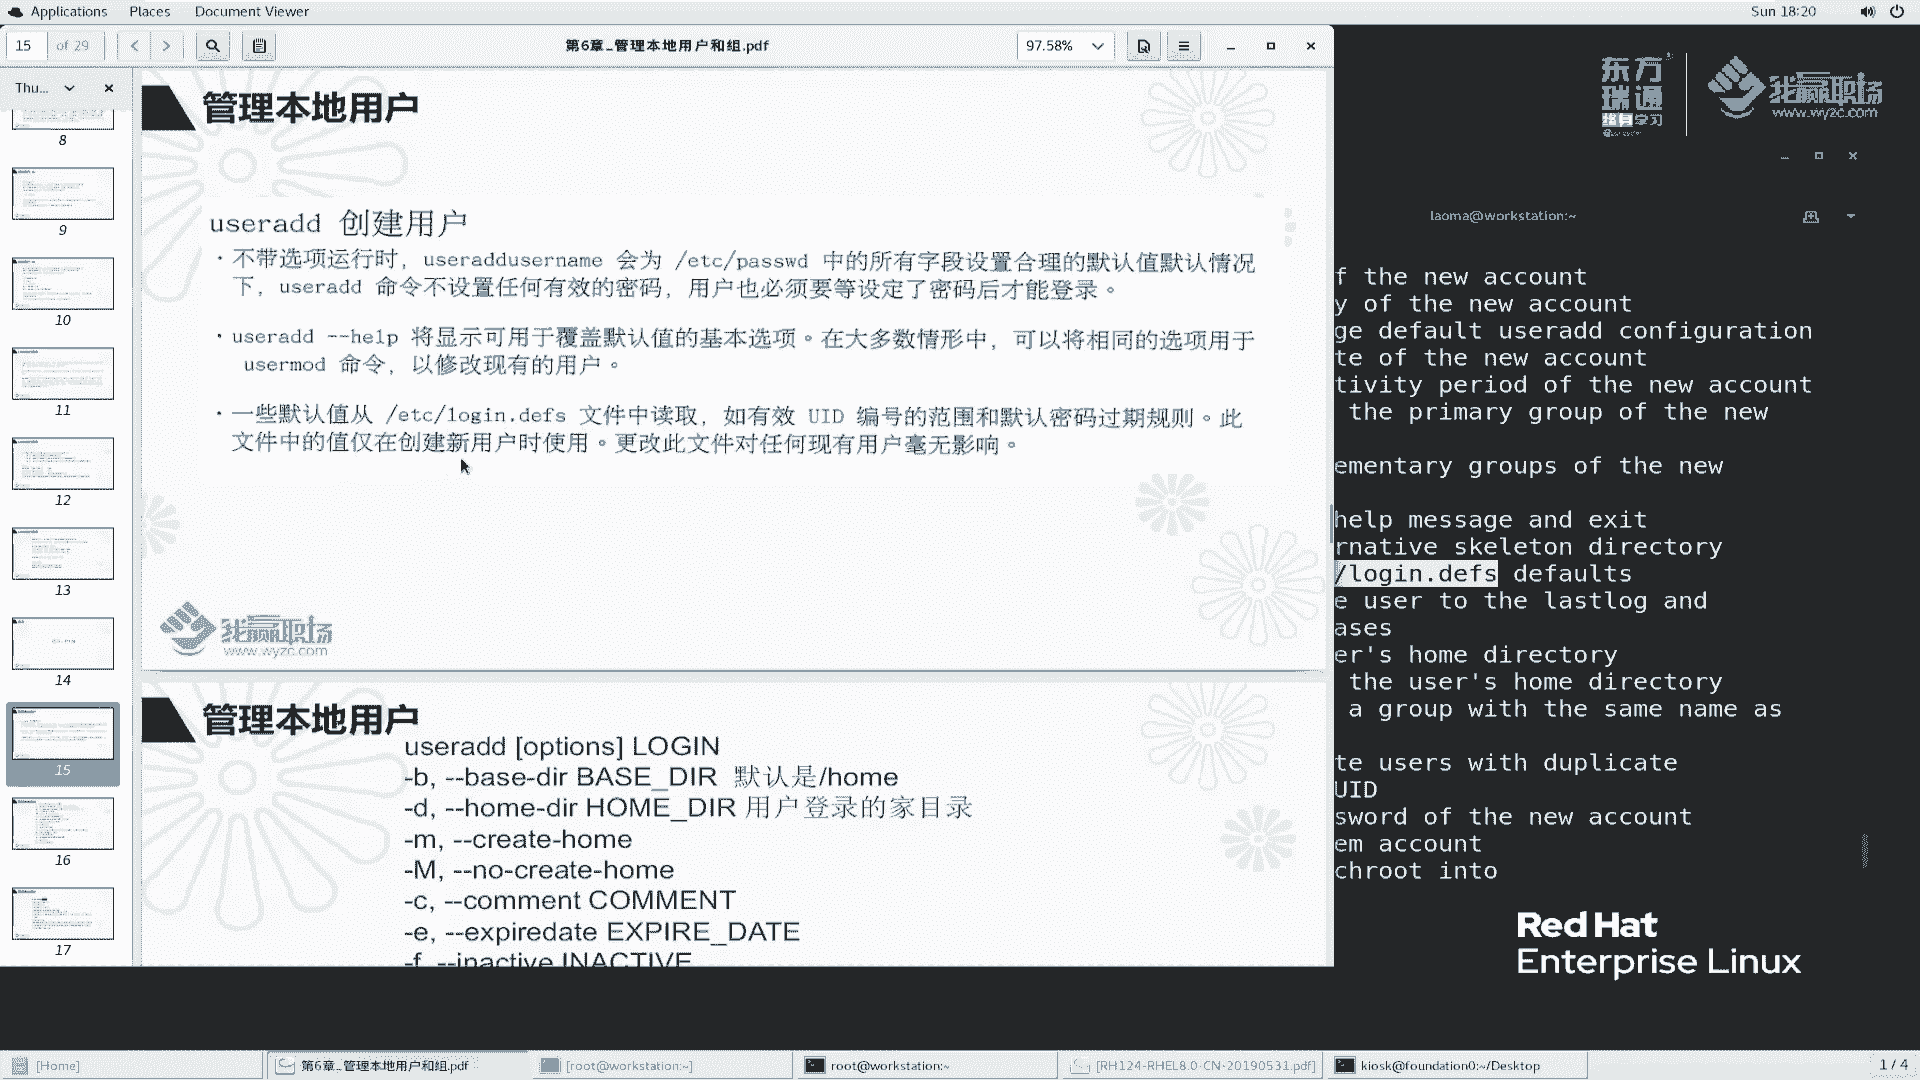 Applications Places Document Viewer Sun 18:20
15 of 29 第6章_管理本地用户和组.pdf 97.58%
Thu...
8
9
10
11
12
13
14
15
16
17
管理本地用户
useradd 创建用户
· 不带选项运行时，useraddusername 会为 /etc/passwd 中的所有字段设置合理的默认值默认情况
下，useradd 命令不设置任何有效的密码，用户也必须要等设定了密码后才能登录。
· useradd --help 将显示可用于覆盖默认值的基本选项。在大多数情形中，可以将相同的选项用于
usermod 命令，以修改现有的用户。
· 一些默认值从 /etc/login.defs 文件中读取，如有效 UID 编号的范围和默认密码过期规则。此
文件中的值仅在创建新用户时使用。更改此文件对任何现有用户毫无影响。
我赢职场
www.wyzc.com
管理本地用户
useradd [options] LOGIN
-b, --base-dir BASE_DIR 默认是/home
-d, --home-dir HOME_DIR 用户登录的家目录
-m, --create-home
-M, --no-create-home
-c, --comment COMMENT
-e, --expiredate EXPIRE_DATE
-f, --inactive INACTIVE
东方
瑞通
终身学习
我赢职场
www.wyzc.com
laoma@workstation:~
f the new account
y of the new account
ge default useradd configuration
te of the new account
tivity period of the new account
the primary group of the new
ementary groups of the new
help message and exit
rnative skeleton directory
/login.defs defaults
e user to the lastlog and
ases
er's home directory
the user's home directory
a group with the same name as
te users with duplicate
UID
sword of the new account
em account
chroot into
Red Hat
Enterprise Linux
[Home] 第6章_管理本地用户和组.pdf [root@workstation:~] root@workstation:~ [RH124-RHEL8.0-CN-20190531.pdf] kiosk@foundation0:~/Desktop 1 / 4